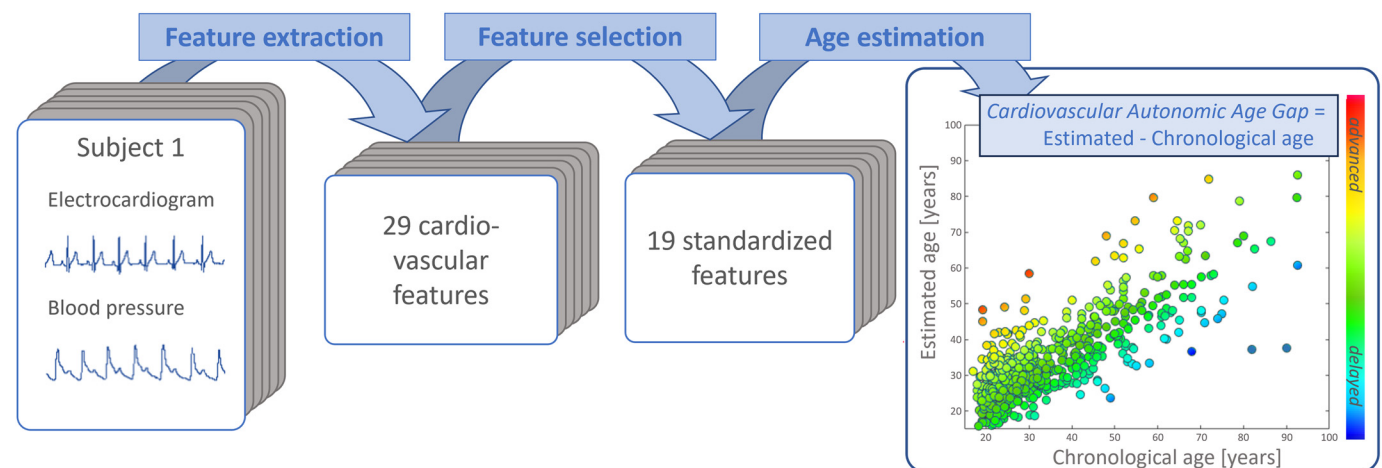 Feature extraction
Feature selection
Age estimation
Subject 1
Electrocardiogram
Blood pressure
29 cardio-
vascular
features
19 standardized
features
Cardiovascular Autonomic Age Gap =
Estimated - Chronological age
advanced
delayed
Estimated age [years]
100
90
80
70
60
50
40
30
20
20
30
40
50
60
70
80
90
100
Chronological age [years]